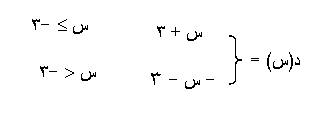 س + ٣ س ≥ −٣
د(س) =
− س − ٣ س < −٣